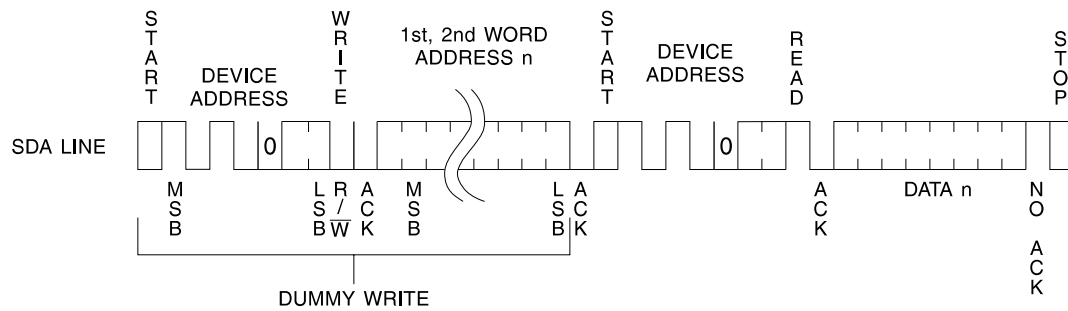 START
DEVICE
ADDRESS
WRITE
1st, 2nd WORD
ADDRESS n
START
DEVICE
ADDRESS
READ
STOP
SDA LINE
0
0
MSB
LSB
R/W
ACK
MSB
LSB
ACK
ACK
DATA n
NO ACK
DUMMY WRITE